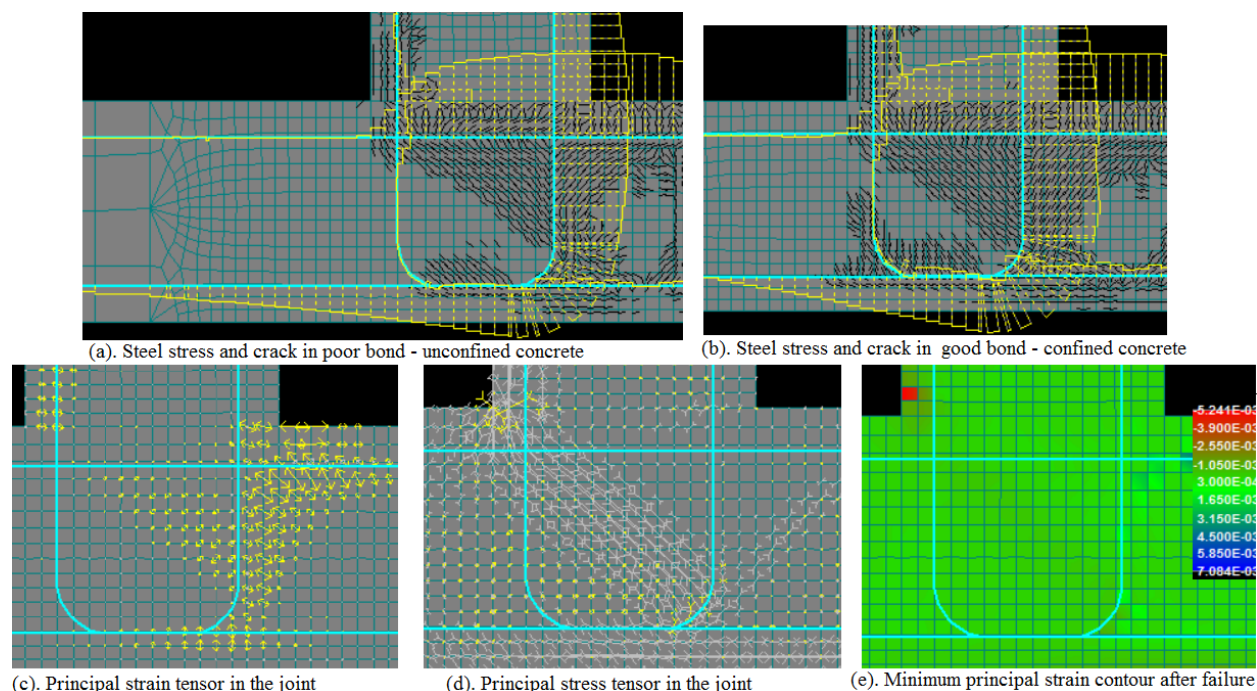 (a). Steel stress and crack in poor bond - unconfined concrete
(b). Steel stress and crack in good bond - confined concrete
5.241E-03
-3.900E-03
-2.550E-03
-1.050E-03
3.000E-04
1.650E-03
3.150E-03
4.500E-03
5.850E-03
7.084E-03
(c). Principal strain tensor in the joint
(d). Principal stress tensor in the joint
(e). Minimum principal strain contour after failure